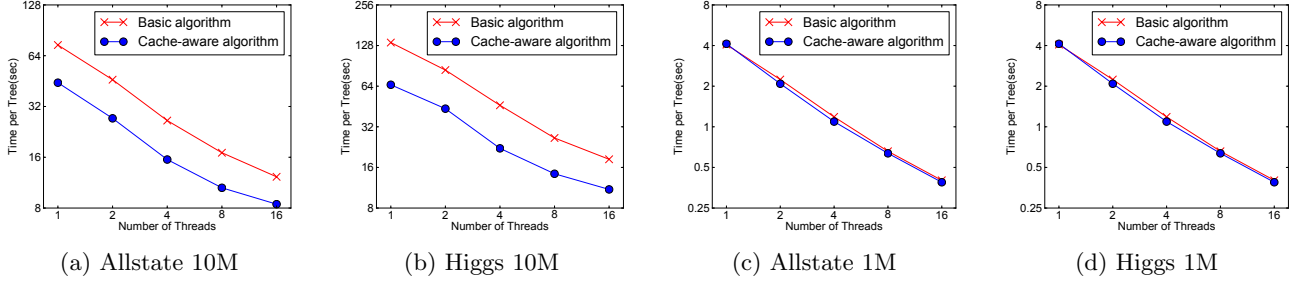 128
64
32
16
8
Time per Tree(sec)
Basic algorithm
Cache-aware algorithm
1 2 4 8 16
Number of Threads
(a) Allstate 10M
256
128
64
32
16
8
Time per Tree(sec)
Basic algorithm
Cache-aware algorithm
1 2 4 8 16
Number of Threads
(b) Higgs 10M
8
4
2
1
0.5
0.25
Time per Tree(sec)
Basic algorithm
Cache-aware algorithm
1 2 4 8 16
Number of Threads
(c) Allstate 1M
8
4
2
1
0.5
0.25
Time per Tree(sec)
Basic algorithm
Cache-aware algorithm
1 2 4 8 16
Number of Threads
(d) Higgs 1M